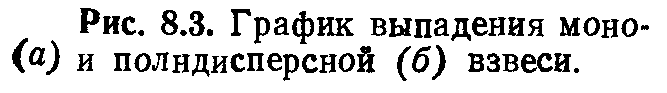 Рис. 8.3. График выпадения моно-
(а) и полндисперсной (б) взвеси.